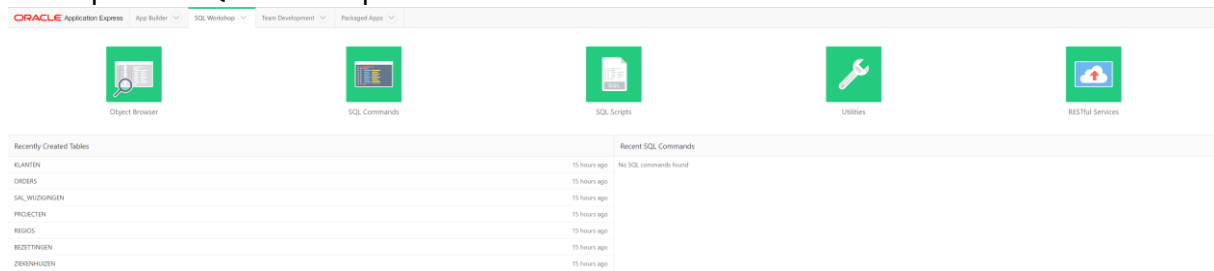 ORACLE Application Express App Builder SQL Workshop Team Development Packaged Apps
SQL
Object Browser SQL Commands SQL Scripts Utilities RESTful Services
Recently Created Tables Recent SQL Commands
KLANTEN 15 hours ago No SQL commands found
ORDERS 15 hours ago
SAL_WIJZIGINGEN 15 hours ago
PROJECTEN 15 hours ago
REGIOS 15 hours ago
BEZETTINGEN 15 hours ago
ZIEKENHUIZEN 15 hours ago